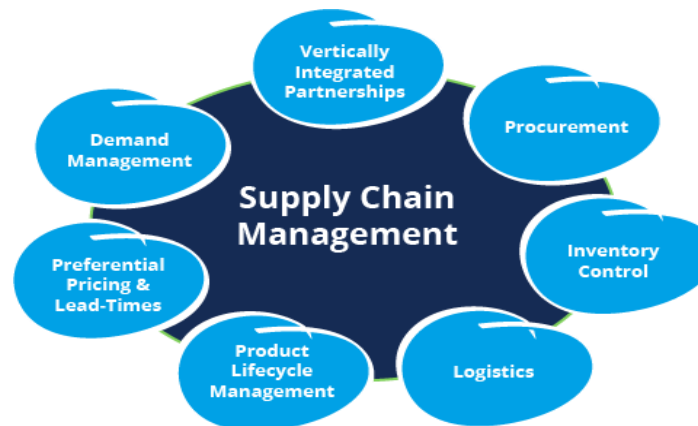 Vertically
Integrated
Partnerships
Procurement
Inventory
Control
Logistics
Product
Lifecycle
Management
Preferential
Pricing &
Lead-Times
Demand
Management
Supply Chain
Management